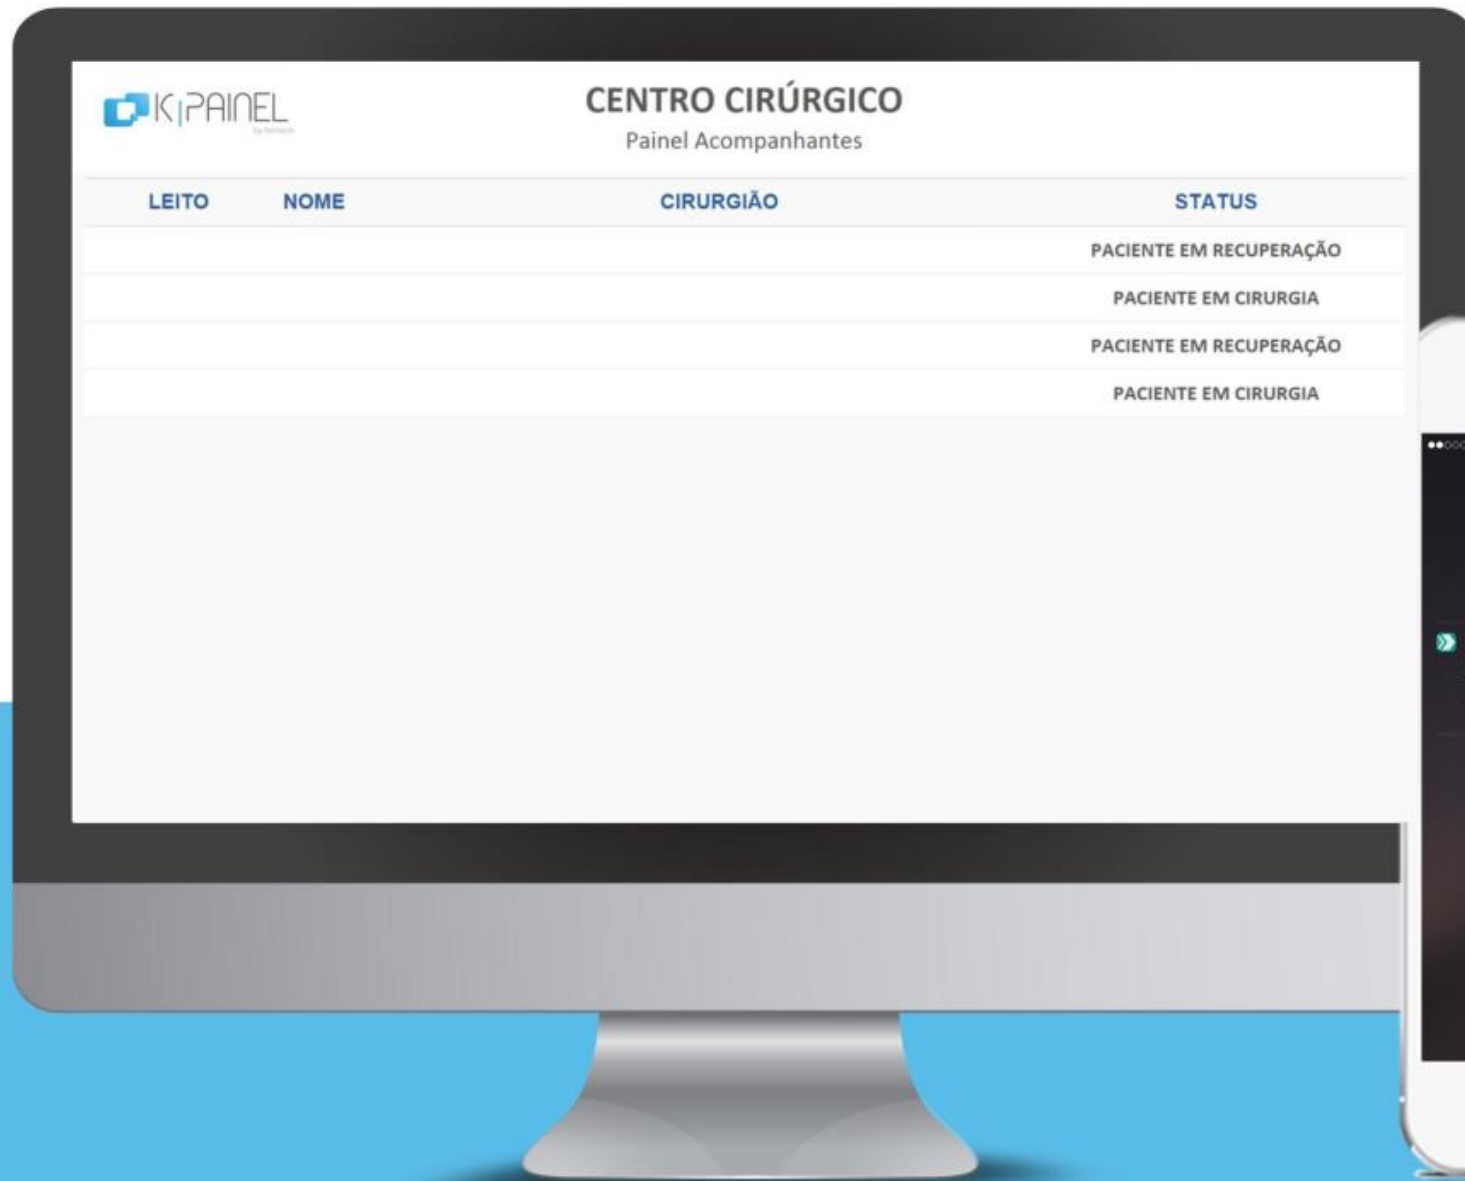 K|PAINEL
CENTRO CIRÚRGICO
Painel Acompanhantes
LEITO NOME CIRURGIÃO STATUS
PACIENTE EM RECUPERAÇÃO
PACIENTE EM CIRURGIA
PACIENTE EM RECUPERAÇÃO
PACIENTE EM CIRURGIA